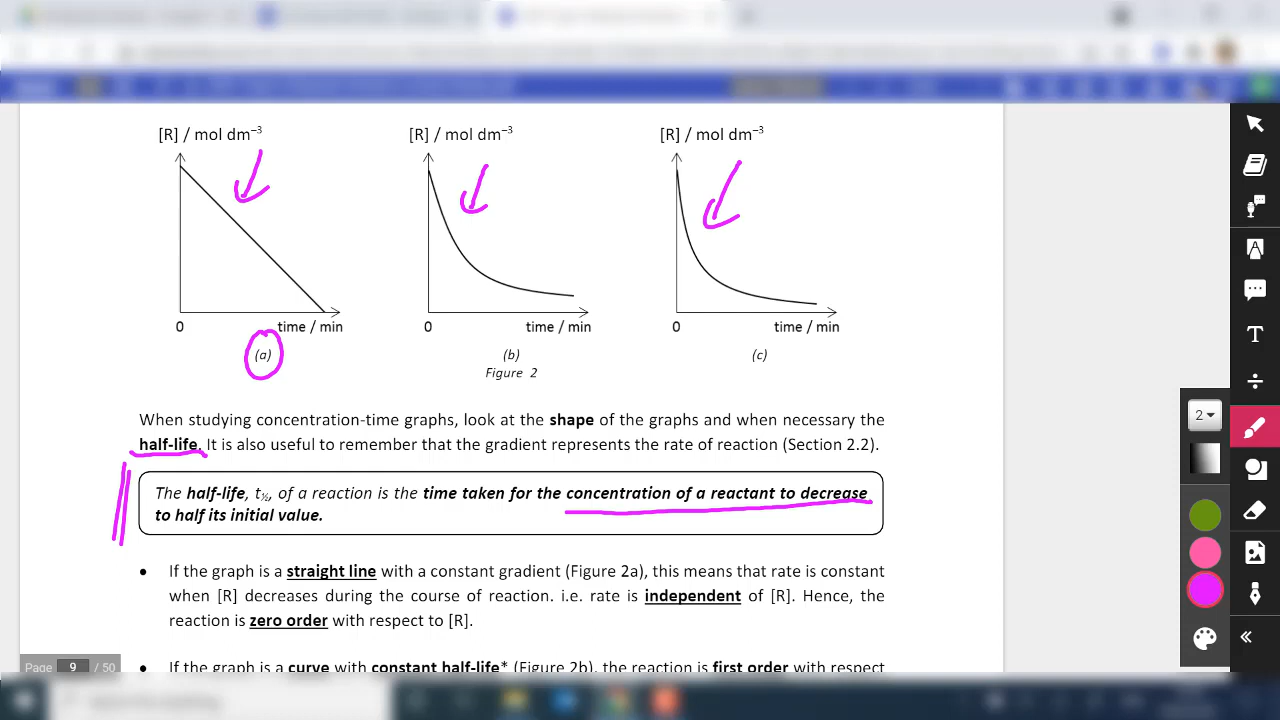 [R] / mol dm⁻³ [R] / mol dm⁻³ [R] / mol dm⁻³
0 time / min 0 time / min 0 time / min
(a) (b) (c)
Figure 2
When studying concentration-time graphs, look at the shape of the graphs and when necessary the
half-life. It is also useful to remember that the gradient represents the rate of reaction (Section 2.2).
The half-life, t½, of a reaction is the time taken for the concentration of a reactant to decrease
to half its initial value.
• If the graph is a straight line with a constant gradient (Figure 2a), this means that rate is constant
when [R] decreases during the course of reaction. i.e. rate is independent of [R]. Hence, the
reaction is zero order with respect to [R].
• If the graph is a curve with constant half-life* (Figure 2b), the reaction is first order with respect
Page 9 / 50
2
T